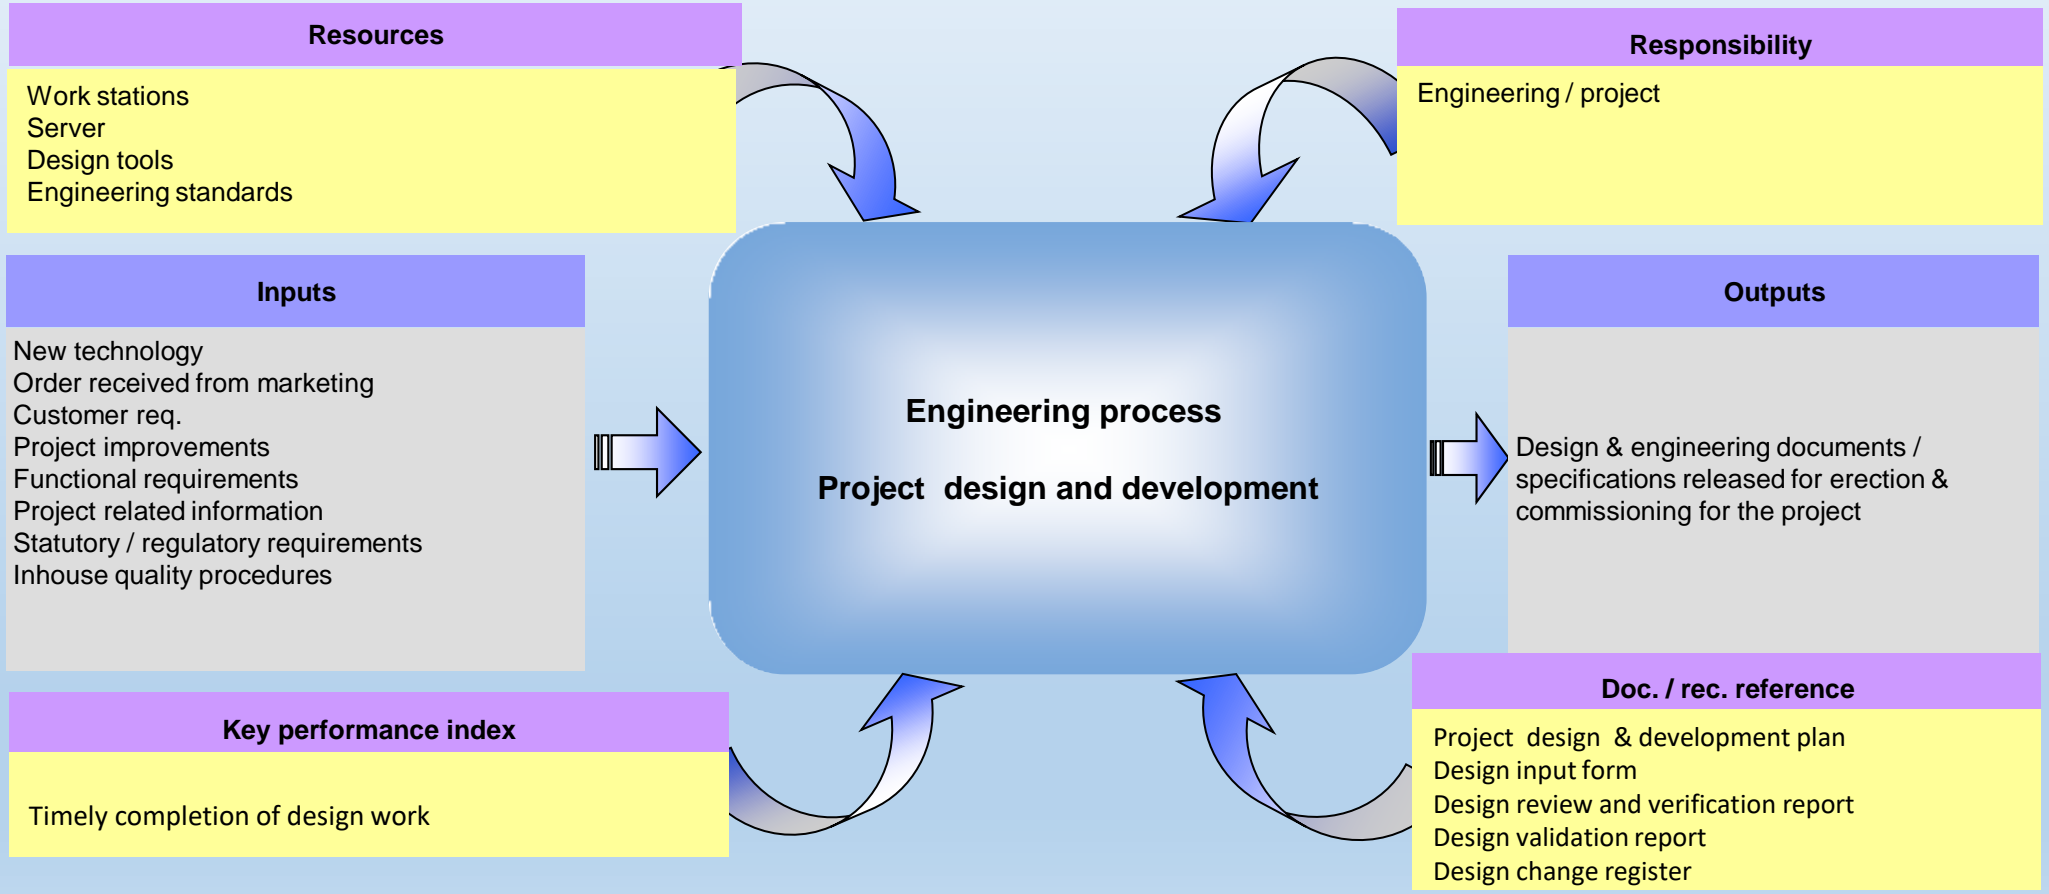 Resources
Work stations
Server
Design tools
Engineering standards
Responsibility
Engineering / project
Inputs
New technology
Order received from marketing
Customer req.
Project improvements
Functional requirements
Project related information
Statutory / regulatory requirements
Inhouse quality procedures
Engineering process
Project design and development
Outputs
Design & engineering documents /
specifications released for erection &
commissioning for the project
Key performance index
Timely completion of design work
Doc. / rec. reference
Project design & development plan
Design input form
Design review and verification report
Design validation report
Design change register